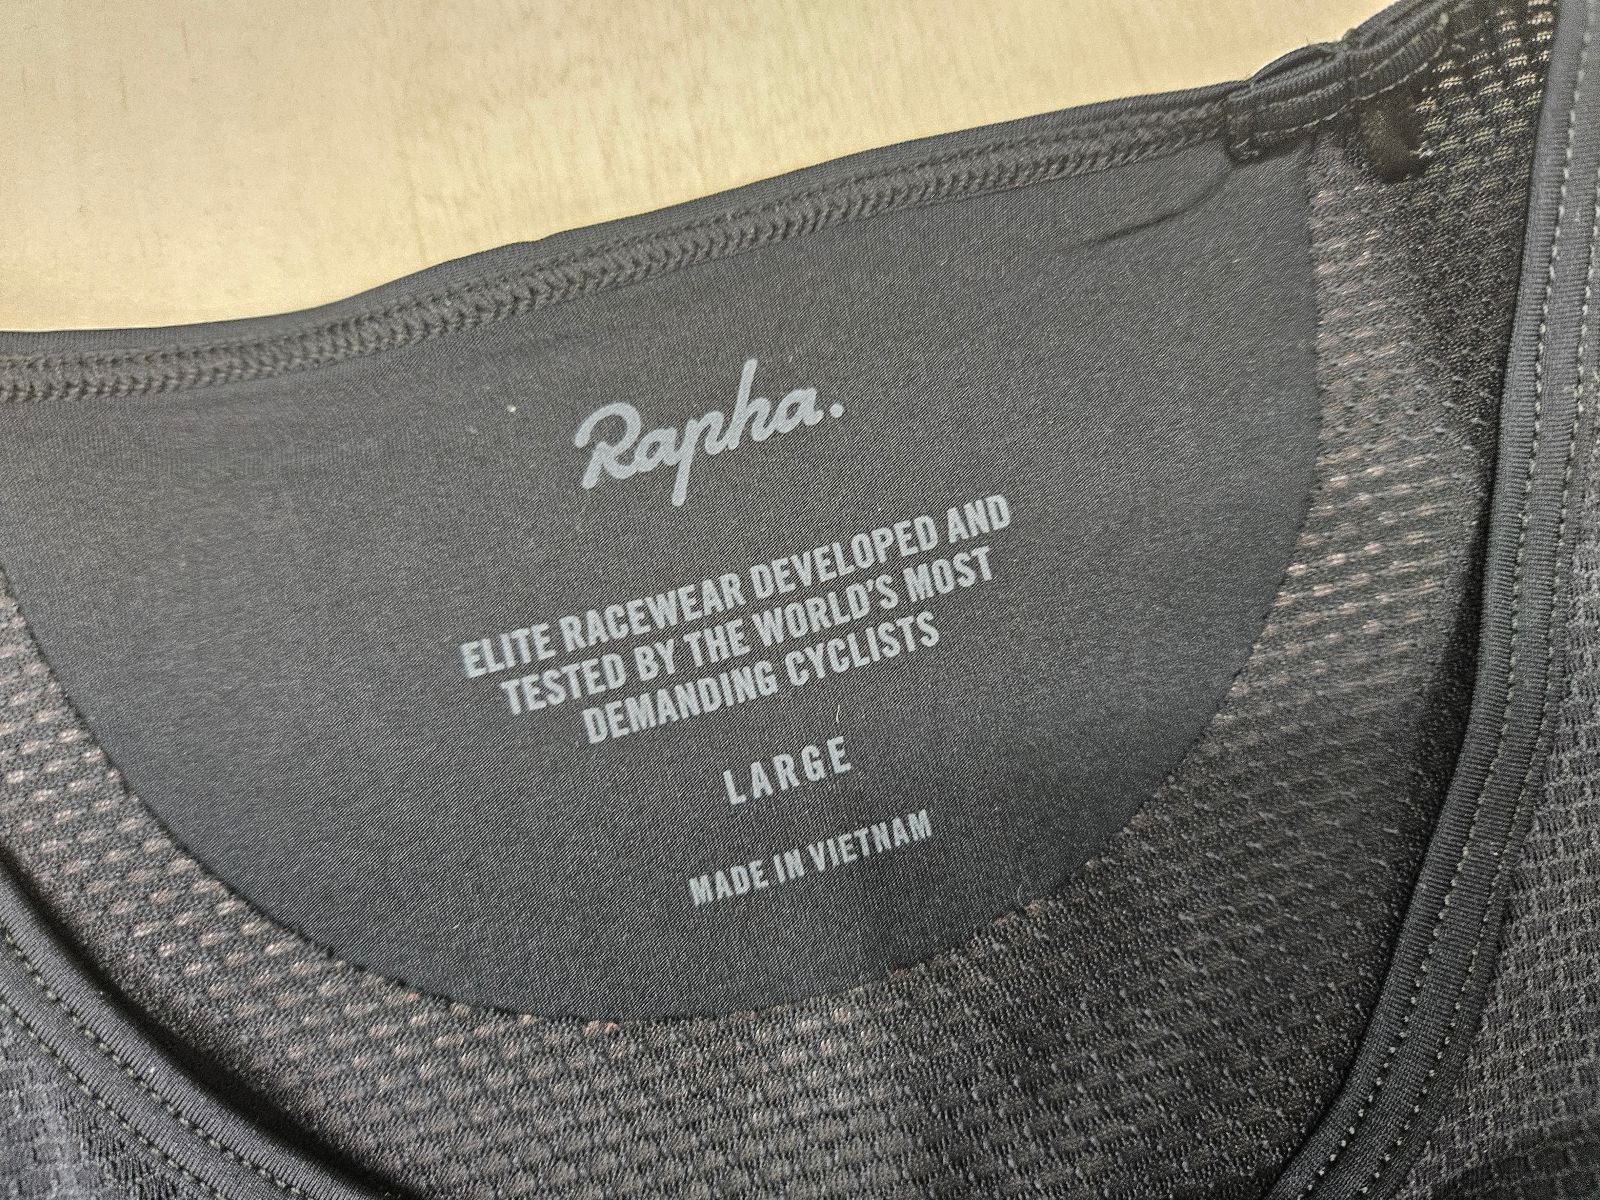 Rapha.
ELITE RACEWEAR DEVELOPED AND
TESTED BY THE WORLD'S MOST
DEMANDING CYCLISTS
LARGE
MADE IN VIETNAM